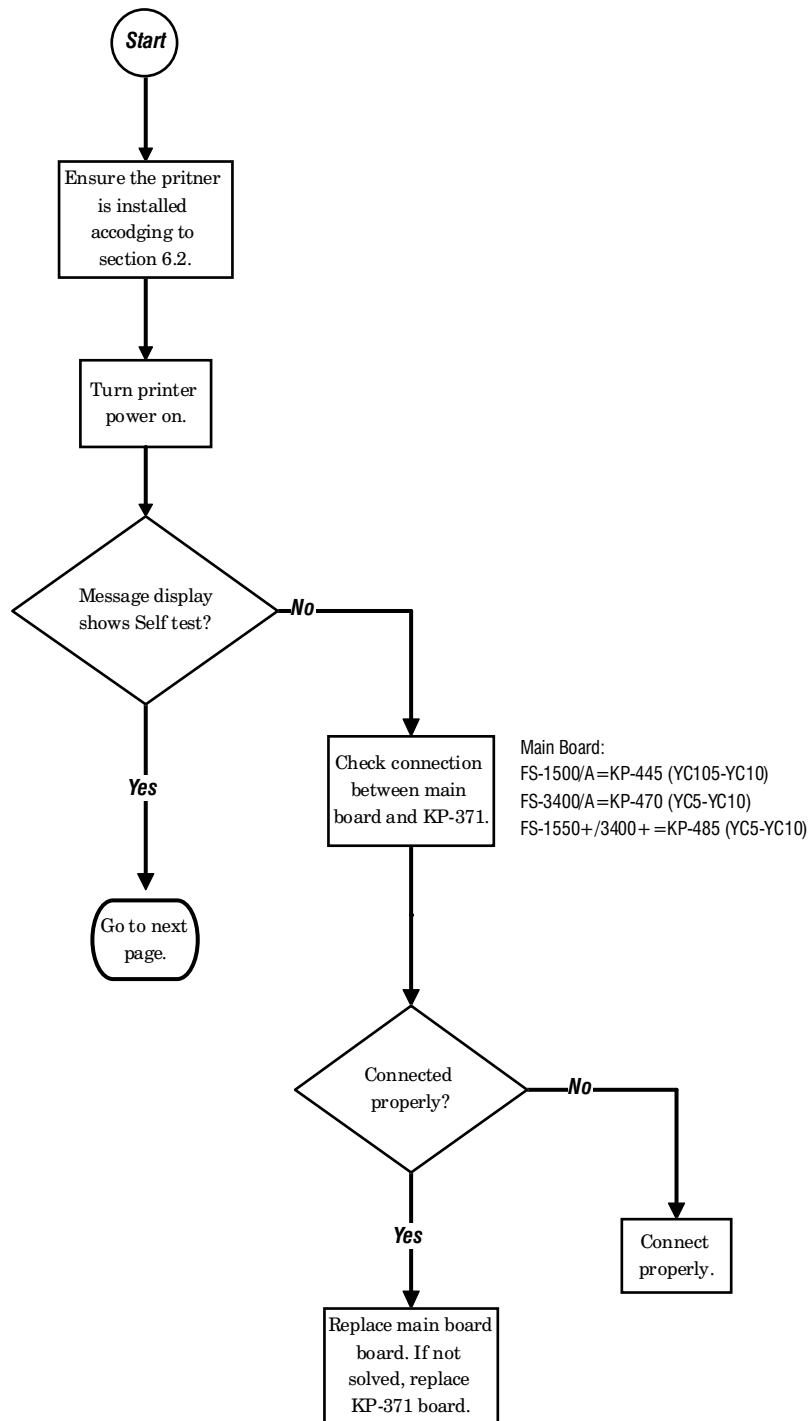 Start
Ensure the pritner
is installed
accodging to
section 6.2.
Turn printer
power on.
Message display
shows Self test?
No
Yes
Go to next
page.
Check connection
between main
board and KP-371.
Main Board:
FS-1500/A=KP-445 (YC105-YC10)
FS-3400/A=KP-470 (YC5-YC10)
FS-1550+/3400+=KP-485 (YC5-YC10)
Connected
properly?
No
Connect
properly.
Yes
Replace main board
board. If not
solved, replace
KP-371 board.